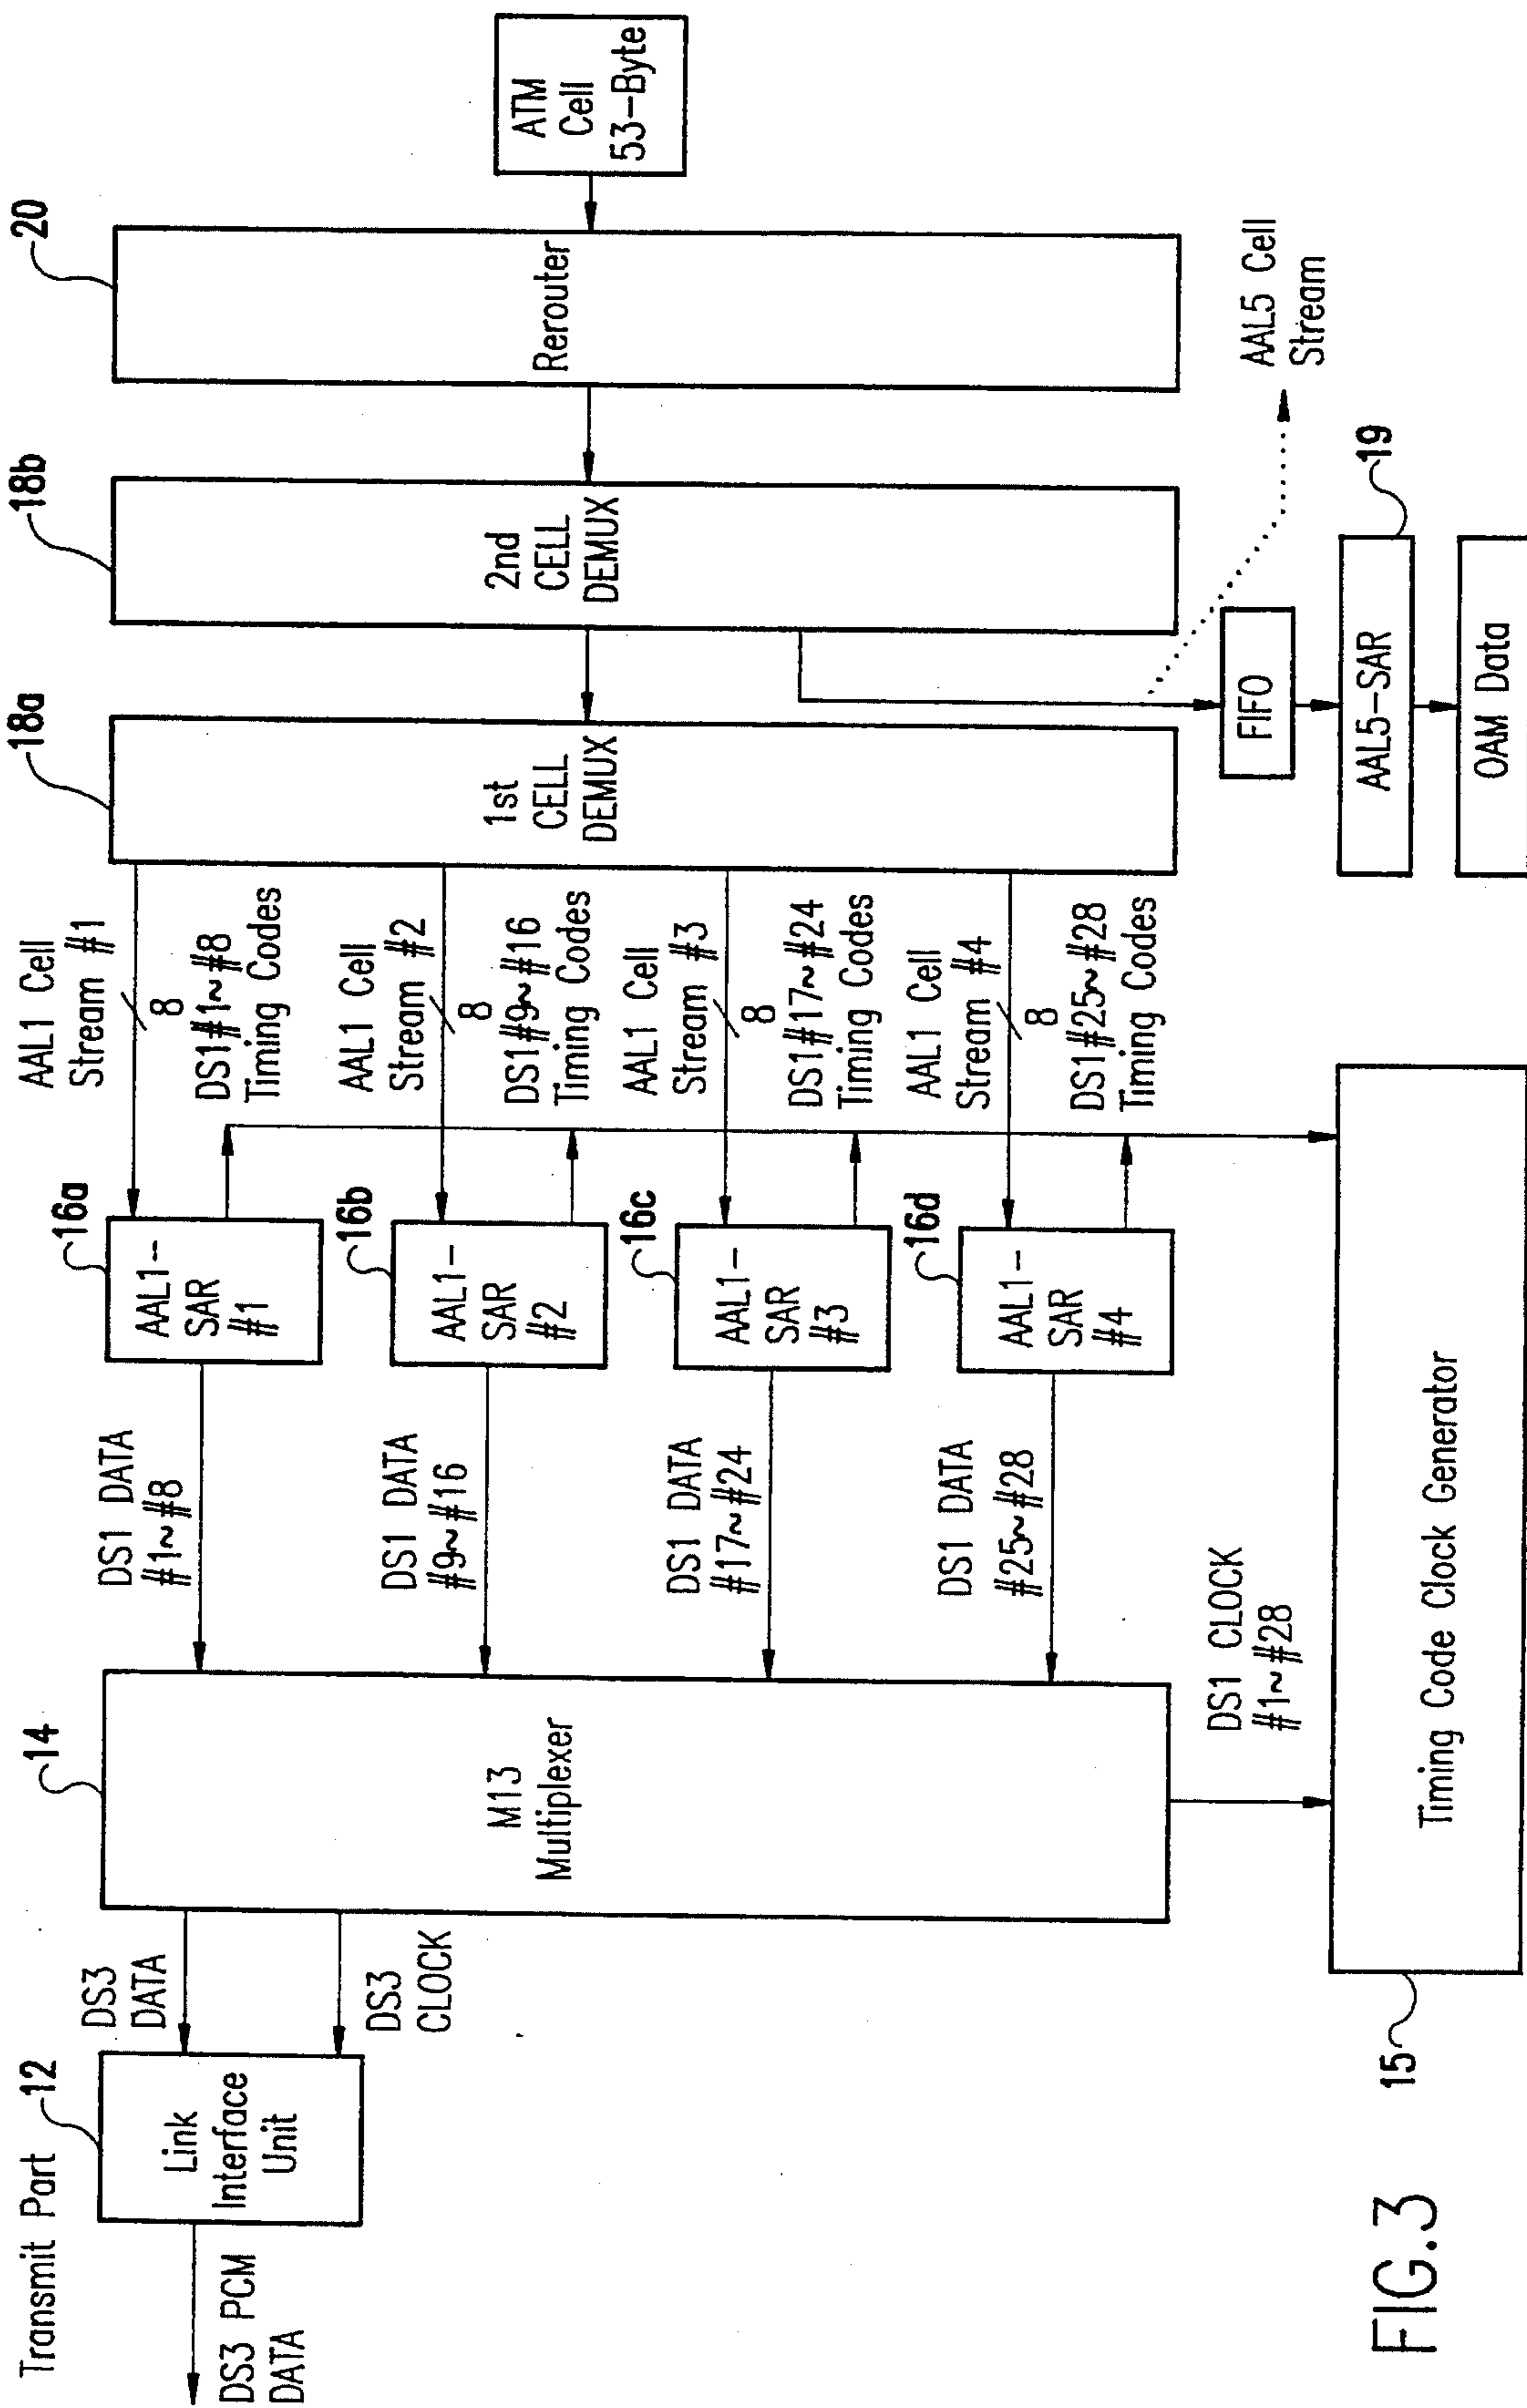 Transmit Part
12
Link
Interface
Unit
DS3 PCM
DATA
DS3
DATA
DS3
CLOCK
14
M13
Multiplexer
DS1 DATA
#1~#8
DS1 DATA
#9~#16
DS1 DATA
#17~#24
DS1 DATA
#25~#28
DS1 CLOCK
#1~#28
16a
AAL1-
SAR
#1
16b
AAL1-
SAR
#2
16c
AAL1-
SAR
#3
16d
AAL1-
SAR
#4
AAL1 Cell
Stream #1
8
DS1#1~#8
Timing Codes
AAL1 Cell
Stream #2
8
DS1#9~#16
Timing Codes
AAL1 Cell
Stream #3
8
DS1#17~#24
Timing Codes
AAL1 Cell
Stream #4
8
DS1#25~#28
Timing Codes
18a
1st
CELL
DEMUX
18b
2nd
CELL
DEMUX
20
Rerouter
ATM
Cell
53-Byte
AAL5 Cell
Stream
FIFO
19
AAL5-SAR
OAM Data
15
Timing Code Clock Generator
FIG.3